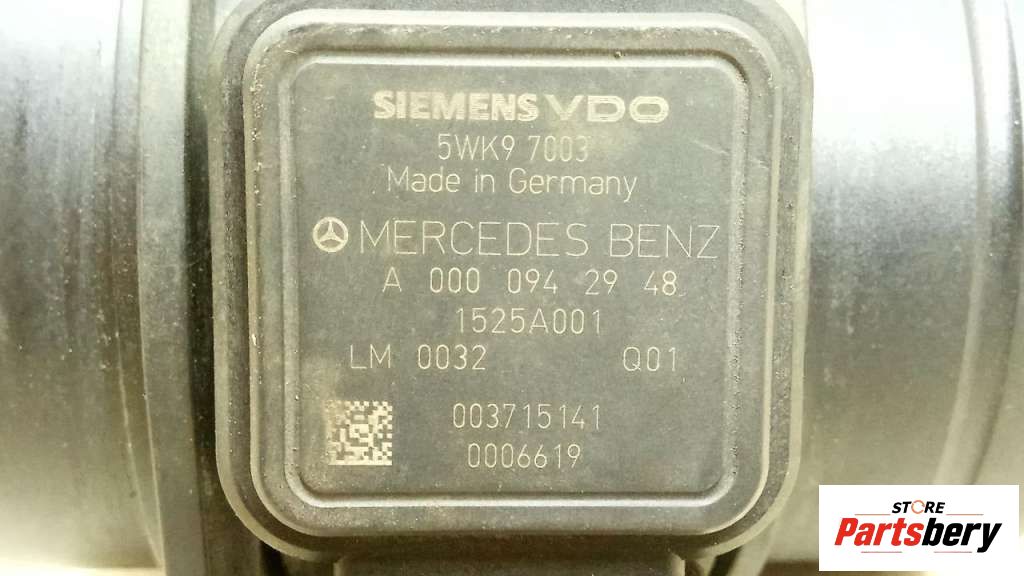 SIEMENS VDO
5WK9 7003
Made in Germany
MERCEDES BENZ
A 000 094 29 48
1525A001
LM 0032 Q01
003715141
0006619
STORE
Partsbery